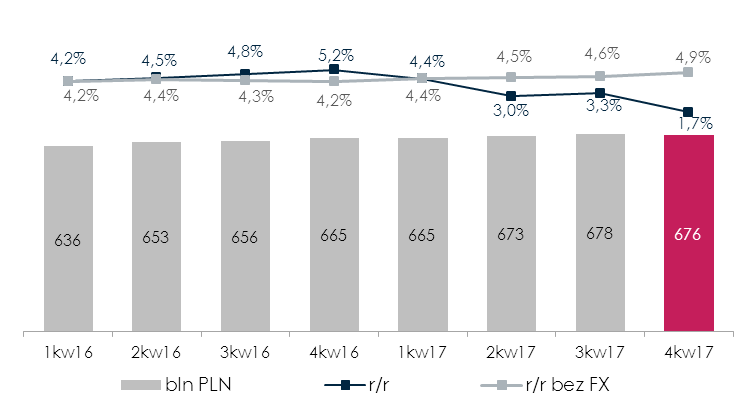 4,2% 4,5% 4,8% 5,2% 4,4% 4,5% 4,6% 4,9%
4,2% 4,4% 4,3% 4,2% 4,4% 3,0% 3,3% 1,7%
636 653 656 665 665 673 678 676
1kw16 2kw16 3kw16 4kw16 1kw17 2kw17 3kw17 4kw17
bln PLN r/r r/r bez FX